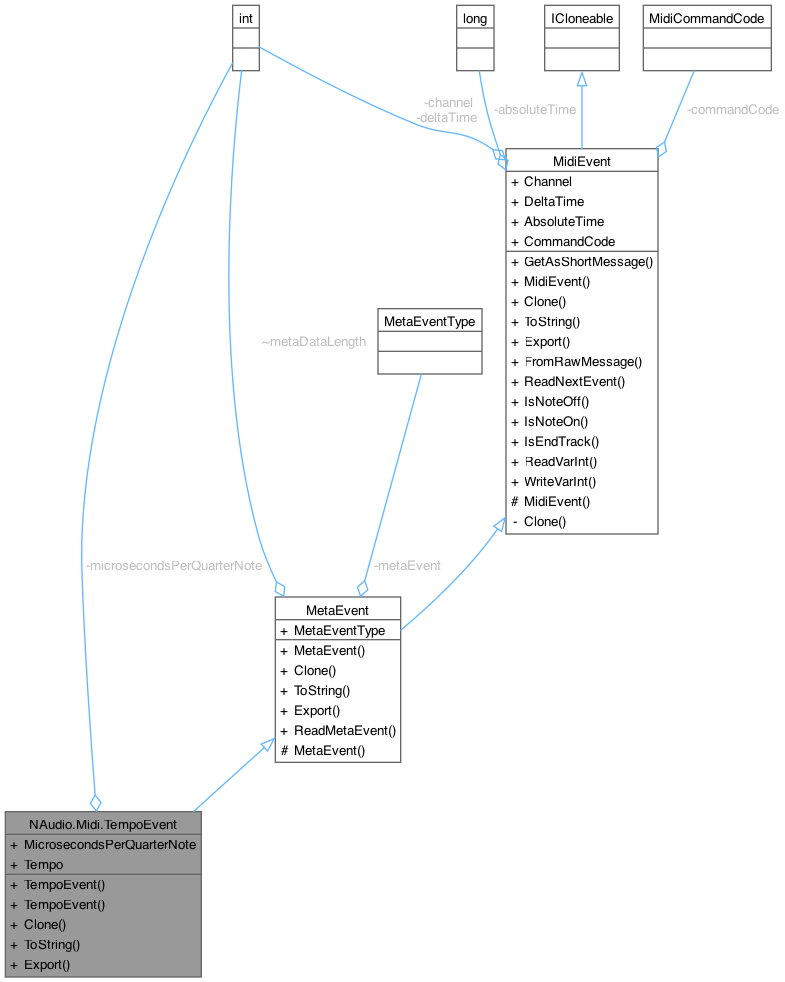 int
long
ICloneable
MidiCommandCode
-channel
-deltaTime
-absoluteTime
-commandCode
MidiEvent
+ Channel
+ DeltaTime
+ AbsoluteTime
+ CommandCode
+ GetAsShortMessage()
+ MidiEvent()
+ Clone()
+ ToString()
+ Export()
+ FromRawMessage()
+ ReadNextEvent()
+ IsNoteOff()
+ IsNoteOn()
+ IsEndTrack()
+ ReadVarInt()
+ WriteVarInt()
# MidiEvent()
- Clone()
MetaEventType
~metaDataLength
-microsecondsPerQuarterNote
-metaEvent
MetaEvent
+ MetaEventType
+ MetaEvent()
+ Clone()
+ ToString()
+ Export()
+ ReadMetaEvent()
# MetaEvent()
NAudio.Midi.TempoEvent
+ MicrosecondsPerQuarterNote
+ Tempo
+ TempoEvent()
+ TempoEvent()
+ Clone()
+ ToString()
+ Export()